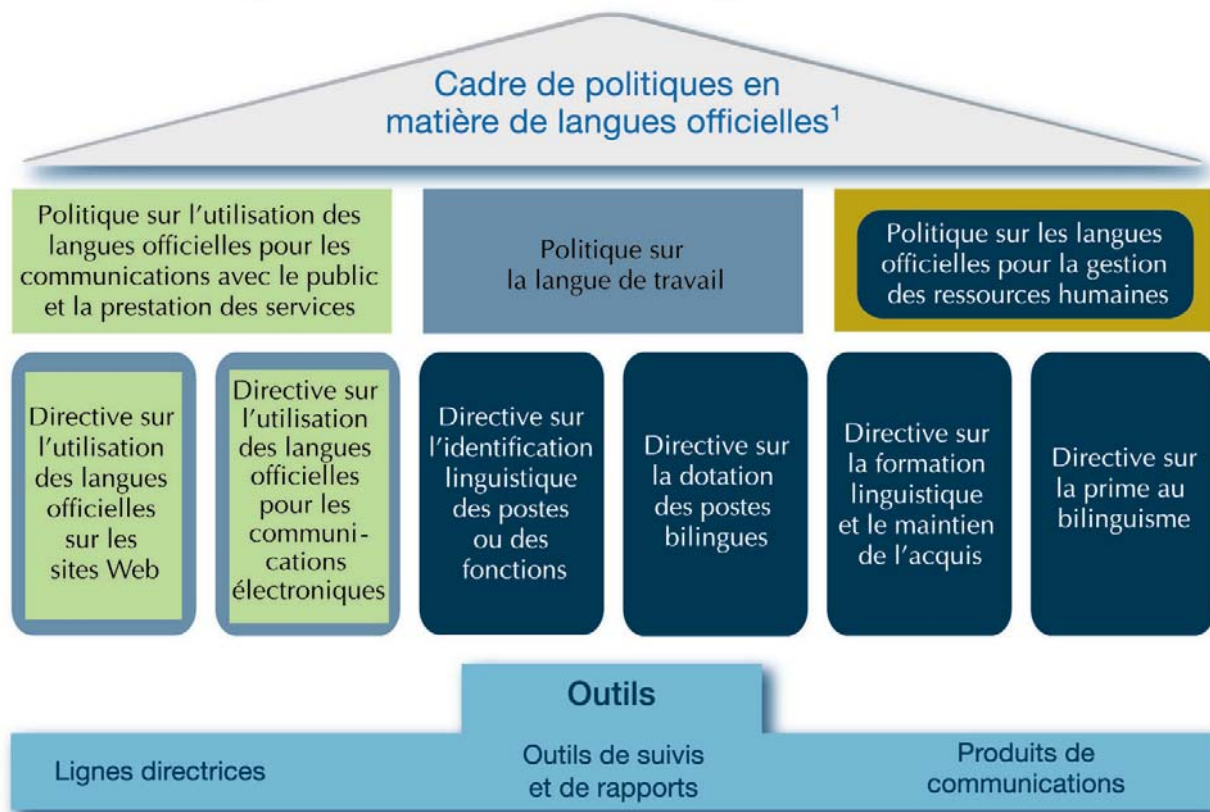 Cadre de politiques en
matière de langues officielles¹
Politique sur l'utilisation des
langues officielles pour les
communications avec le public
et la prestation des services
Politique sur
la langue de travail
Politique sur les langues
officielles pour la gestion
des ressources humaines
Directive sur
l'utilisation
des langues
officielles
sur les
sites Web
Directive sur
l'utilisation
des langues
officielles
pour les
communi-
cations
électroniques
Directive sur
l'identification
linguistique
des postes
ou des
fonctions
Directive sur
la dotation
des postes
bilingues
Directive sur
la formation
linguistique
et le maintien
de l'acquis
Directive sur
la prime au
bilinguisme
Outils
Lignes directrices
Outils de suivis
et de rapports
Produits de
communications